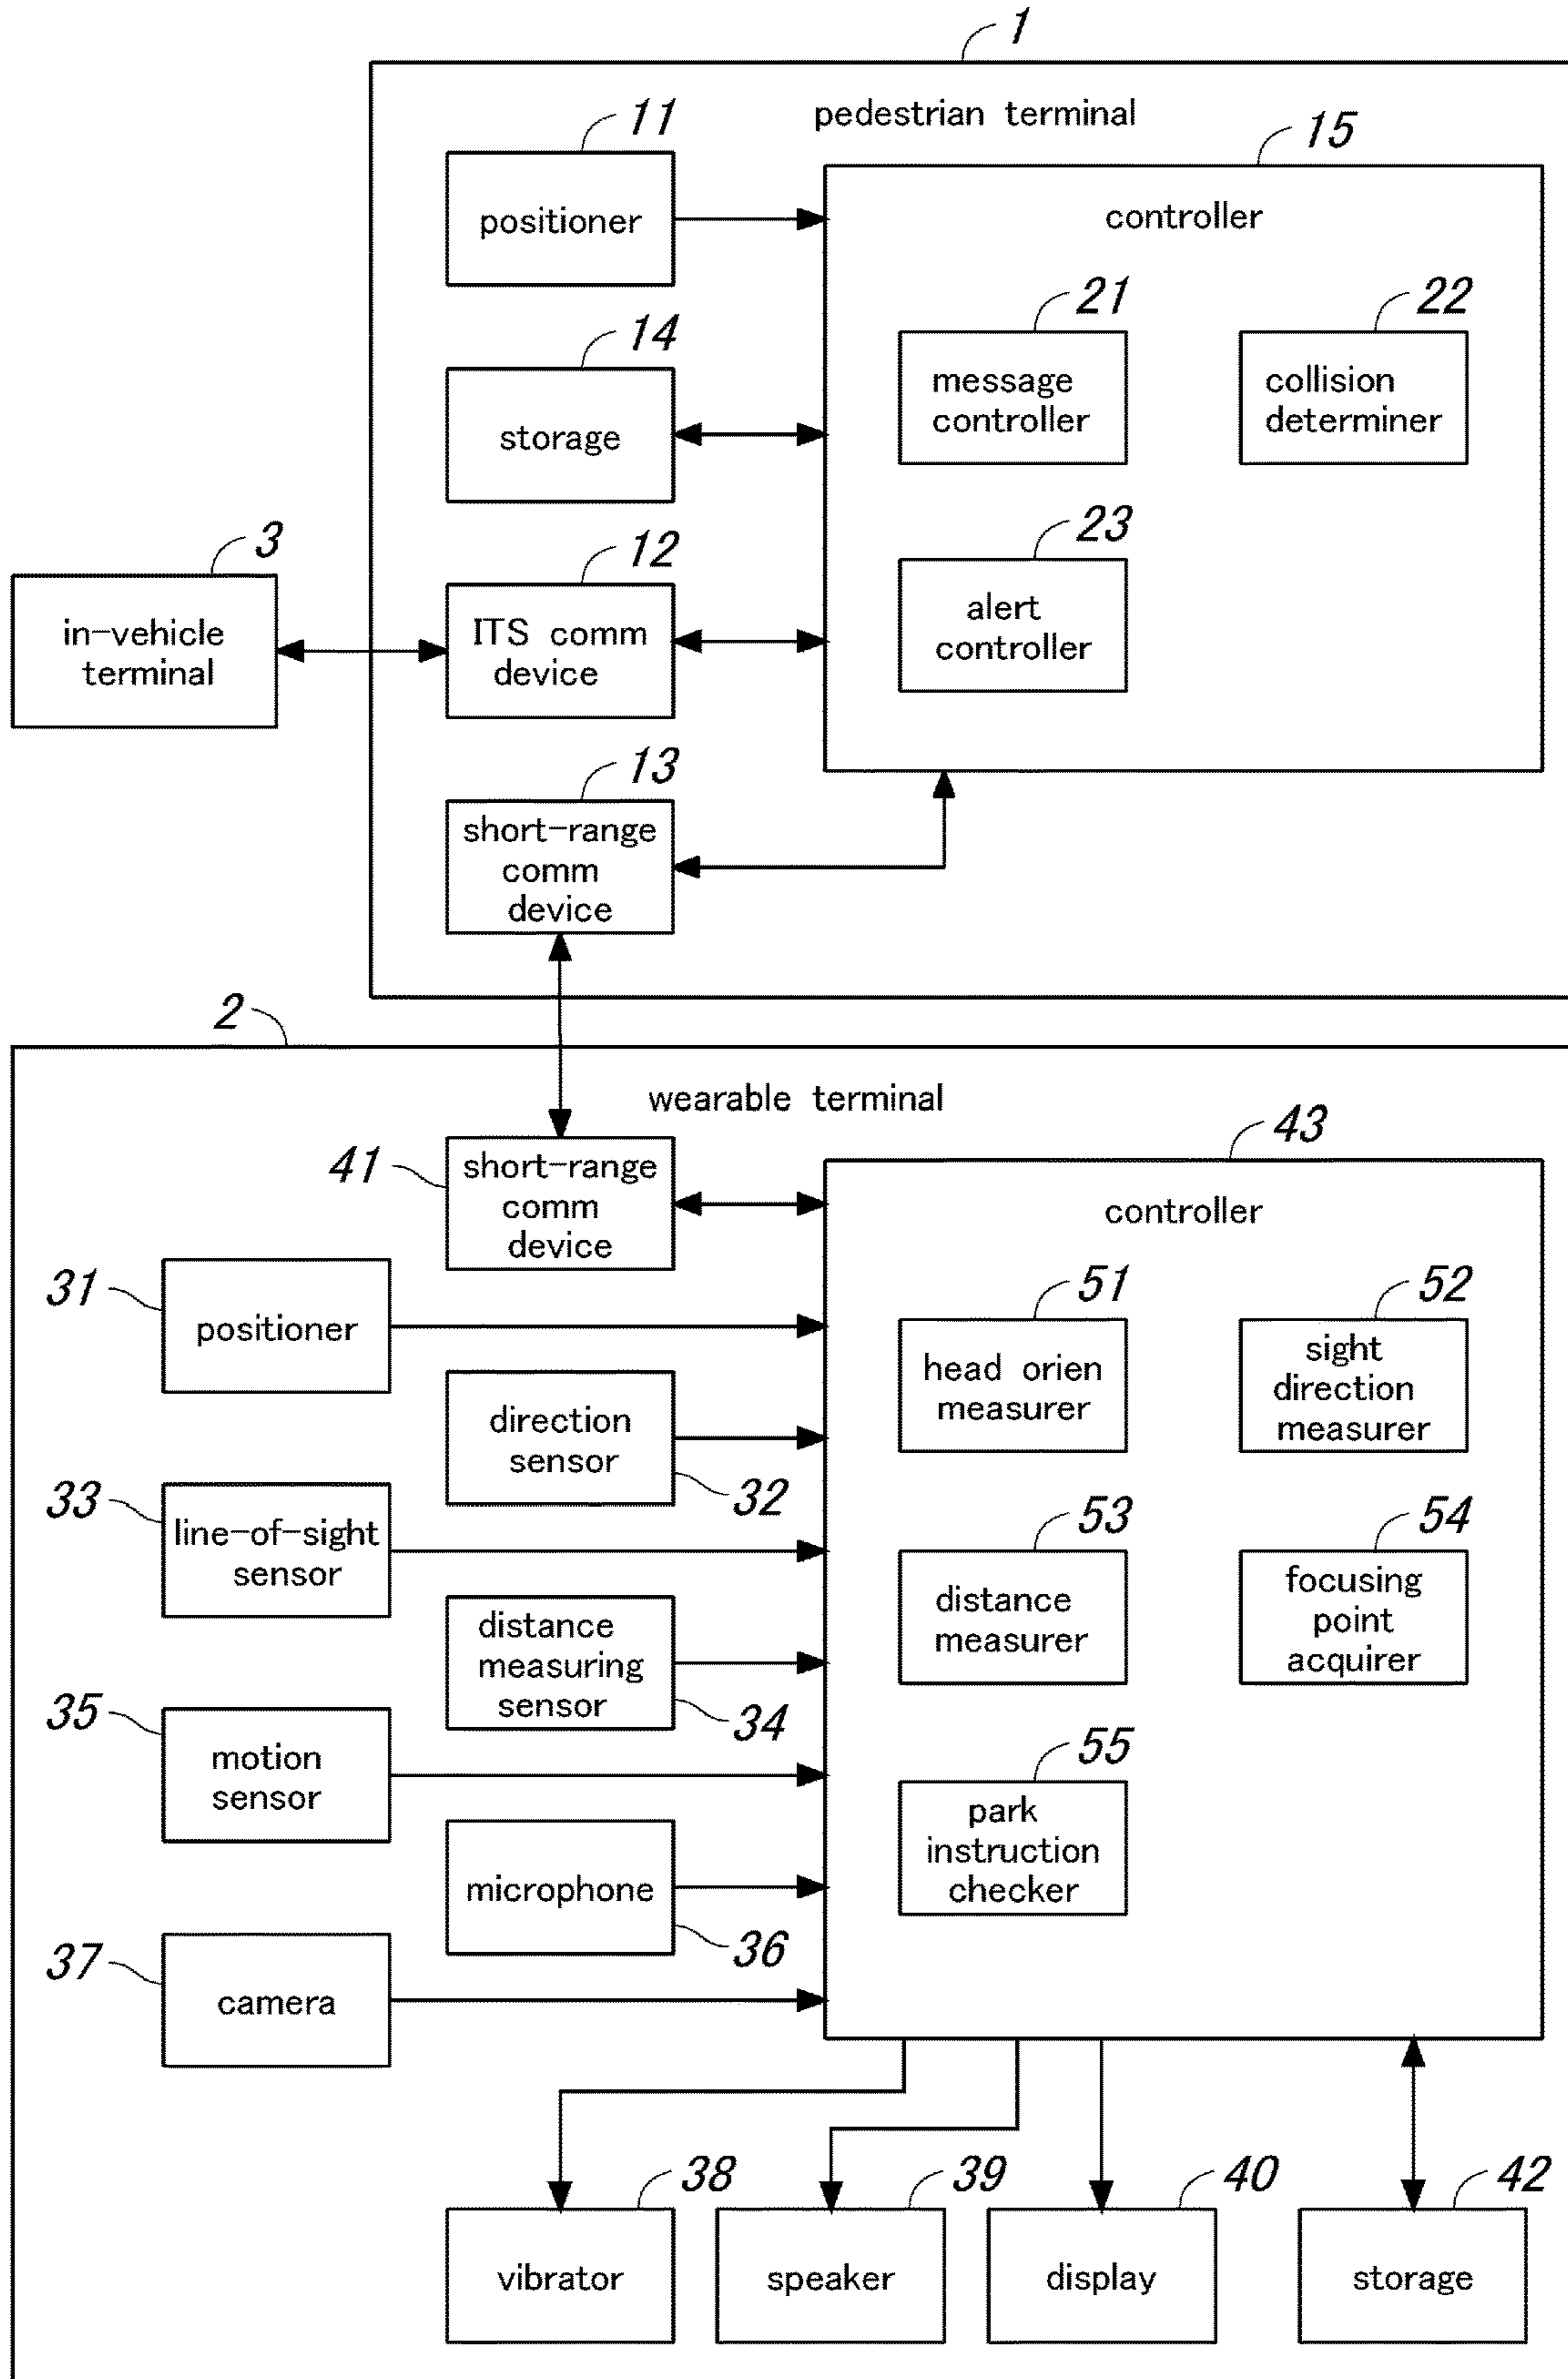 1
pedestrian terminal
11
positioner
15
controller
14
storage
21
message
controller
22
collision
determiner
3
in-vehicle
terminal
12
ITS comm
device
23
alert
controller
13
short-range
comm
device
2
wearable terminal
41
short-range
comm
device
43
controller
31
positioner
51
head orien
measurer
52
sight
direction
measurer
direction
sensor
32
33
line-of-sight
sensor
53
distance
measurer
54
focusing
point
acquirer
distance
measuring
sensor
34
35
motion
sensor
55
park
instruction
checker
microphone
36
37
camera
38
vibrator
39
speaker
40
display
42
storage